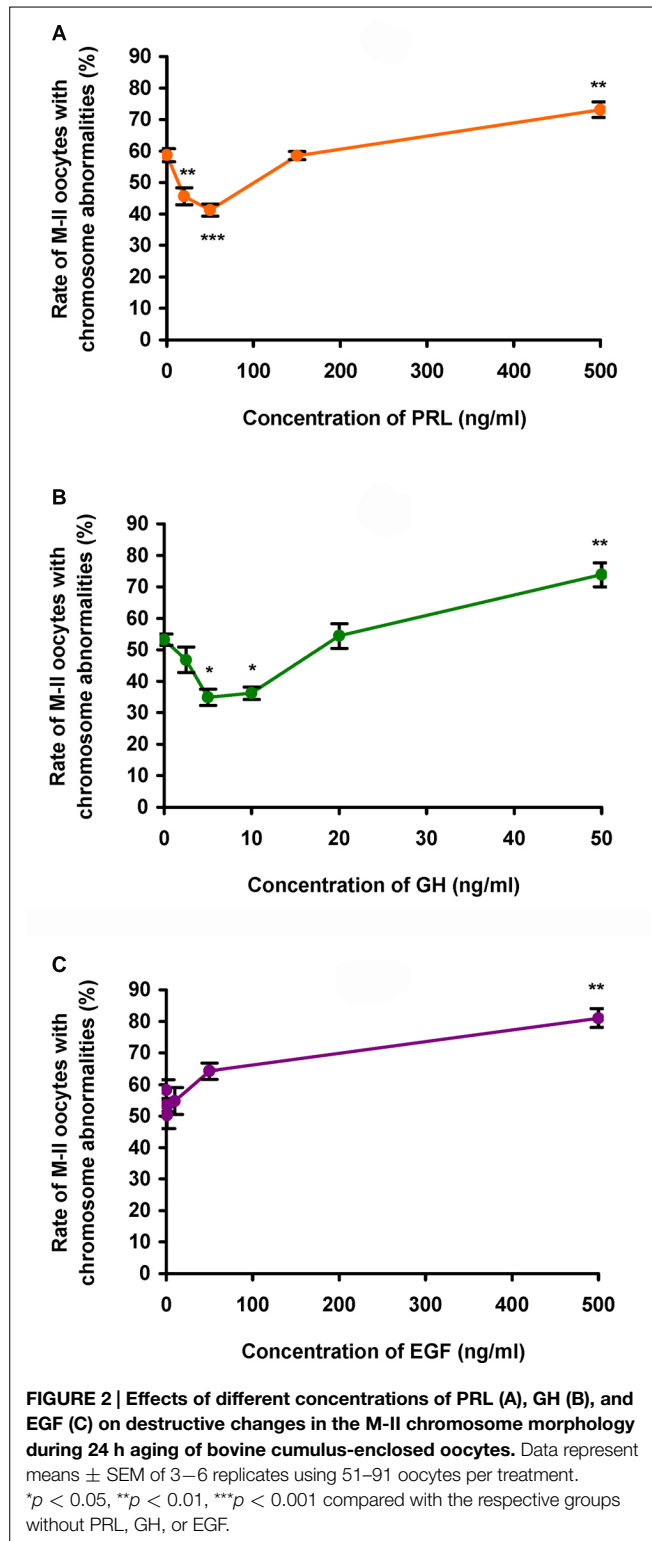 A
Rate of M-II oocytes with
chromosome abnormalities (%)
90
80
70
60
50
40
30
20
10
0
**
***
**
0 100 200 300 400 500
Concentration of PRL (ng/ml)
B
Rate of M-II oocytes with
chromosome abnormalities (%)
90
80
70
60
50
40
30
20
10
0
*
*
**
0 10 20 30 40 50
Concentration of GH (ng/ml)
C
Rate of M-II oocytes with
chromosome abnormalities (%)
90
80
70
60
50
40
30
20
10
0
**
0 100 200 300 400 500
Concentration of EGF (ng/ml)
FIGURE 2 | Effects of different concentrations of PRL (A), GH (B), and
EGF (C) on destructive changes in the M-II chromosome morphology
during 24 h aging of bovine cumulus-enclosed oocytes. Data represent
means ± SEM of 3−6 replicates using 51–91 oocytes per treatment.
*p < 0.05, **p < 0.01, ***p < 0.001 compared with the respective groups
without PRL, GH, or EGF.